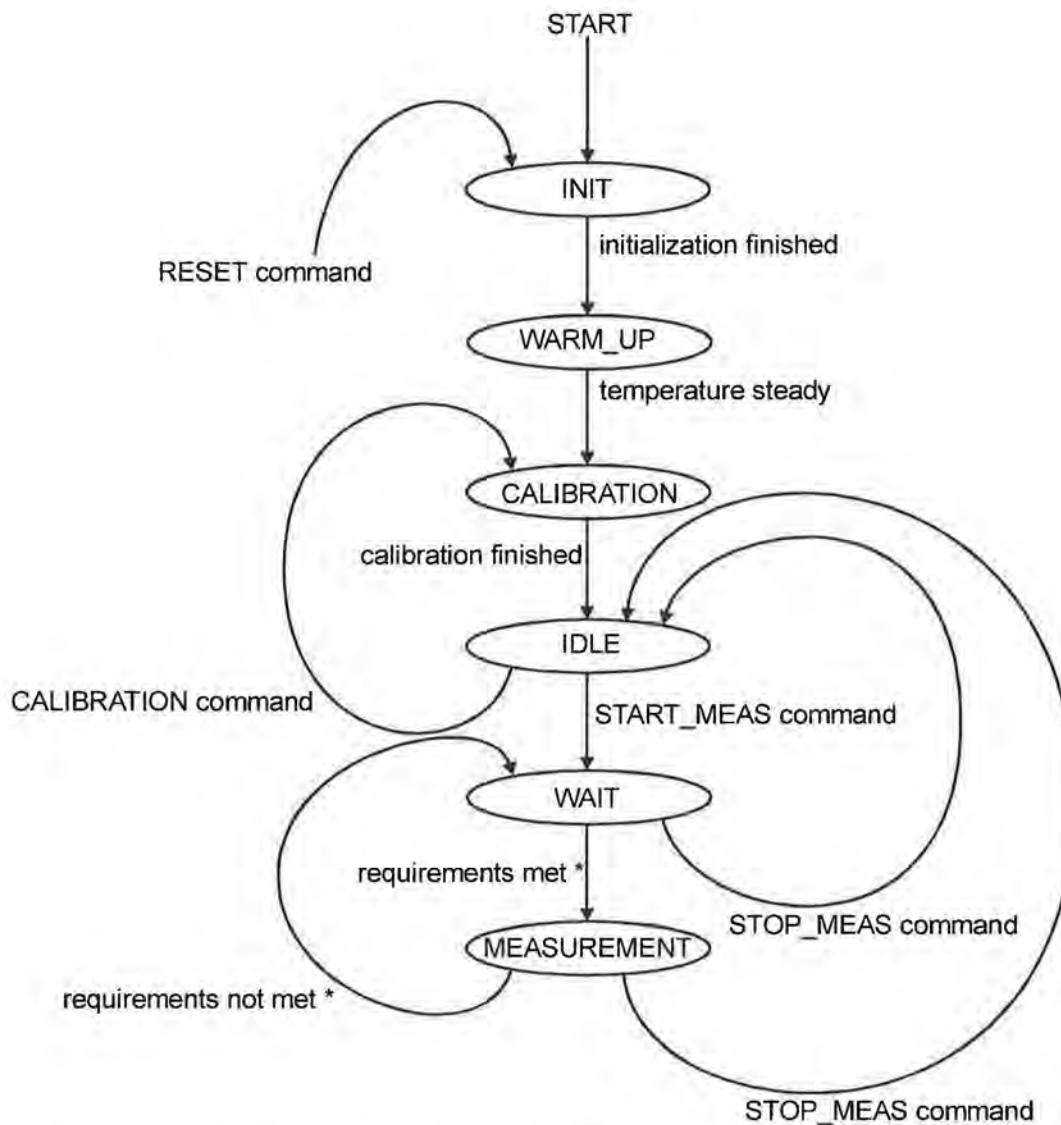 START
INIT
initialization finished
RESET command
WARM_UP
temperature steady
CALIBRATION
calibration finished
IDLE
CALIBRATION command
START_MEAS command
WAIT
requirements met *
STOP_MEAS command
MEASUREMENT
requirements not met *
STOP_MEAS command